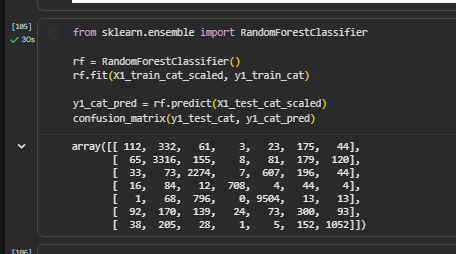 [105]
from sklearn.ensemble import RandomForestClassifier
30s
rf = RandomForestClassifier()
rf.fit(X1_train_cat_scaled, y1_train_cat)
y1_cat_pred = rf.predict(X1_test_cat_scaled)
confusion_matrix(y1_test_cat, y1_cat_pred)
array([[ 112, 332, 61, 3, 23, 175, 44],
[ 65, 3316, 155, 8, 81, 179, 120],
[ 33, 73, 2274, 7, 607, 196, 44],
[ 16, 84, 12, 708, 4, 44, 4],
[ 1, 68, 796, 0, 9504, 13, 13],
[ 92, 170, 139, 24, 73, 300, 93],
[ 38, 205, 28, 1, 5, 152, 1052]])
[106]